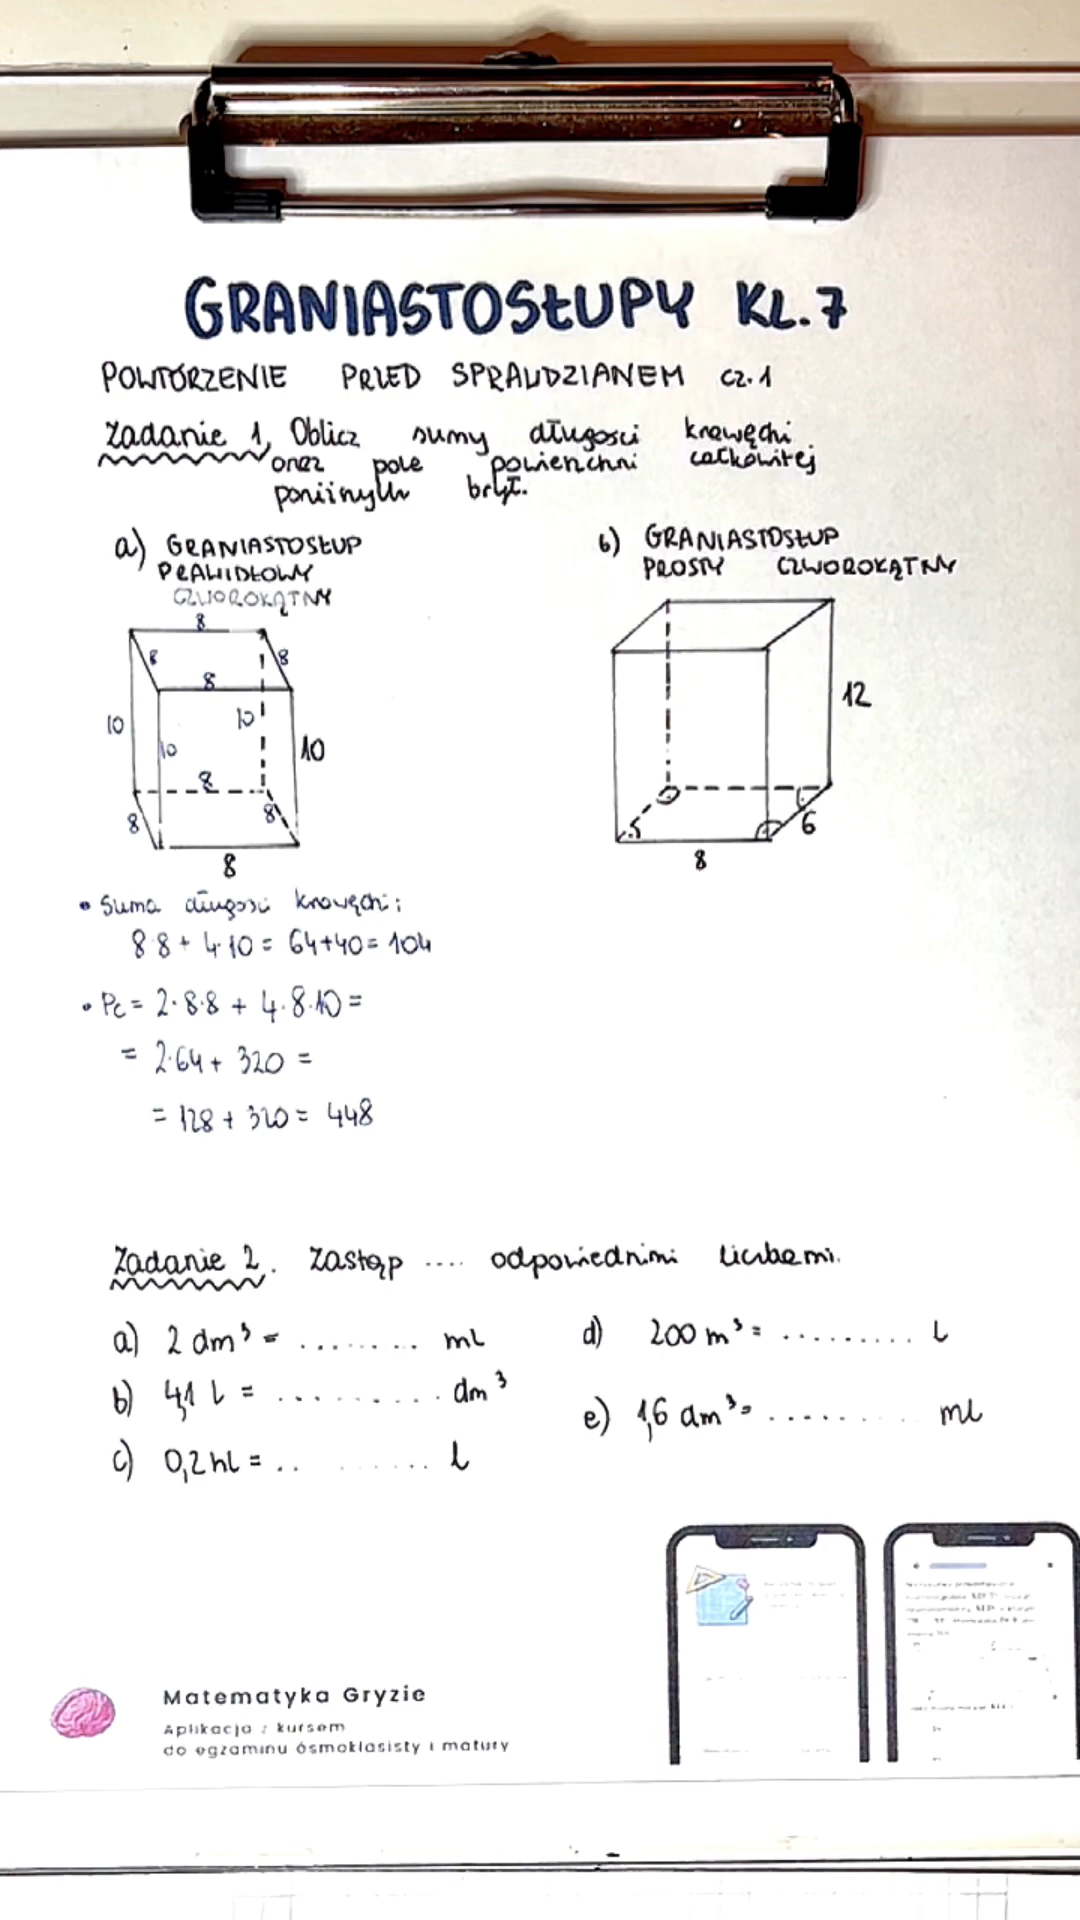 GRANIASTOSŁUPY KL.7
POWTÓRZENIE PRZED SPRAWDZIANEM CZ.1
Zadanie 1. Oblicz sumy długości krawędzi
oraz pole powierzchni całkowitej
poniższych brył.
a) GRANIASTOSŁUP
PRAWIDŁOWY
CZWOROKĄTNY
b) GRANIASTOSŁUP
PROSTY CZWOROKĄTNY
8
8 8
8
10 10
10 10
8
8 8
8
12
5 6
8
• Suma długości krawędzi:
8·8 + 4·10 = 64+40 = 104
• Pc = 2·8·8 + 4·8·10 =
= 2·64 + 320 =
= 128 + 320 = 448
Zadanie 2. Zastąp .... odpowiednimi liczbami.
a) 2 dm³ = ........ ml
b) 4,1 l = .......... dm³
c) 0,2 hl = .. ...... l
d) 200 m³ = ......... l
e) 1,6 dm³ = ......... ml
Matematyka Gryzie
Aplikacja z kursem
do egzaminu ósmoklasisty i matury